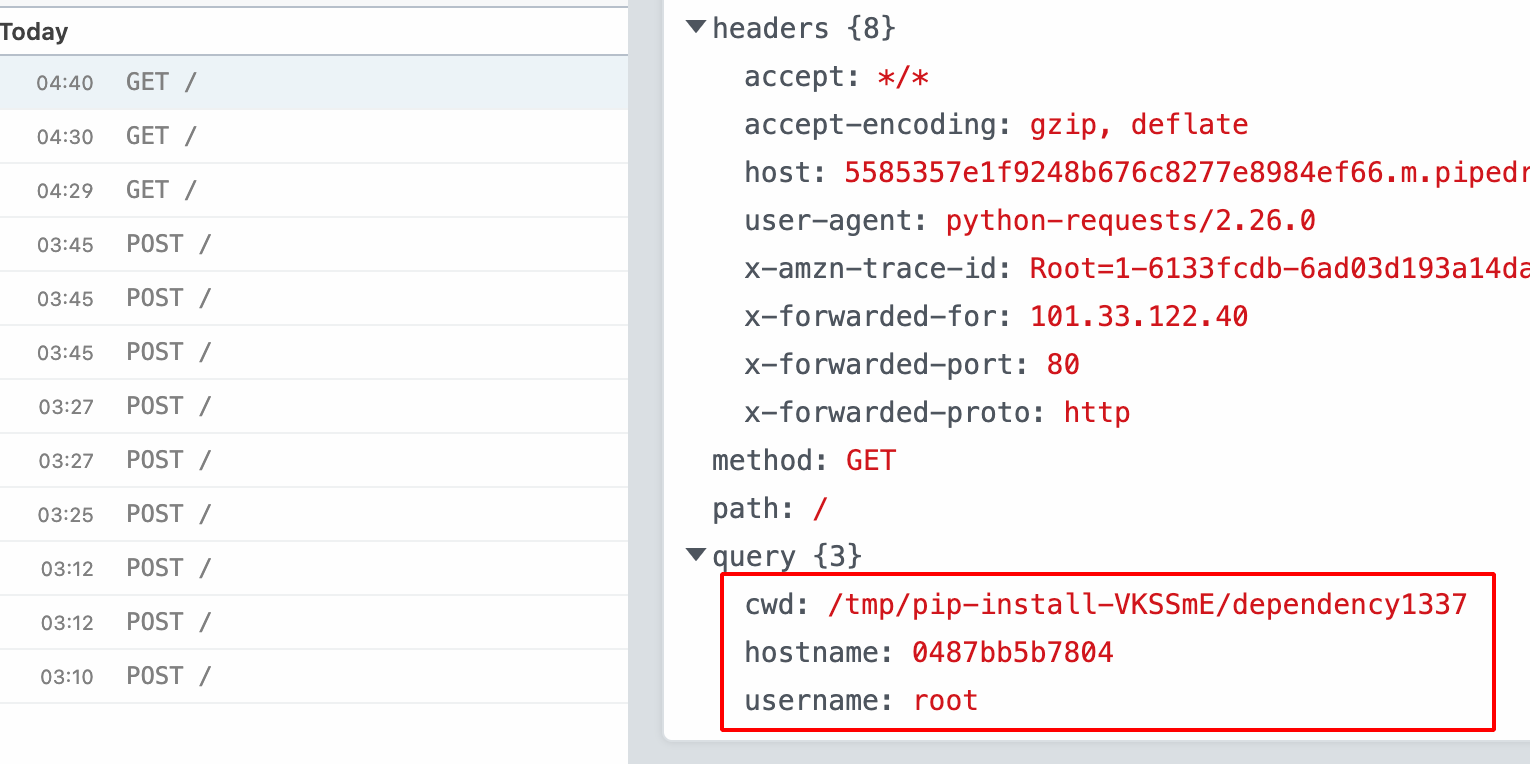 Today
04:40 GET /
04:30 GET /
04:29 GET /
03:45 POST /
03:45 POST /
03:45 POST /
03:27 POST /
03:27 POST /
03:25 POST /
03:12 POST /
03:12 POST /
03:10 POST /
headers {8}
accept: */*
accept-encoding: gzip, deflate
host: 5585357e1f9248b676c8277e8984ef66.m.pipedr
user-agent: python-requests/2.26.0
x-amzn-trace-id: Root=1-6133fcdb-6ad03d193a14da
x-forwarded-for: 101.33.122.40
x-forwarded-port: 80
x-forwarded-proto: http
method: GET
path: /
query {3}
cwd: /tmp/pip-install-VKSSmE/dependency1337
hostname: 0487bb5b7804
username: root